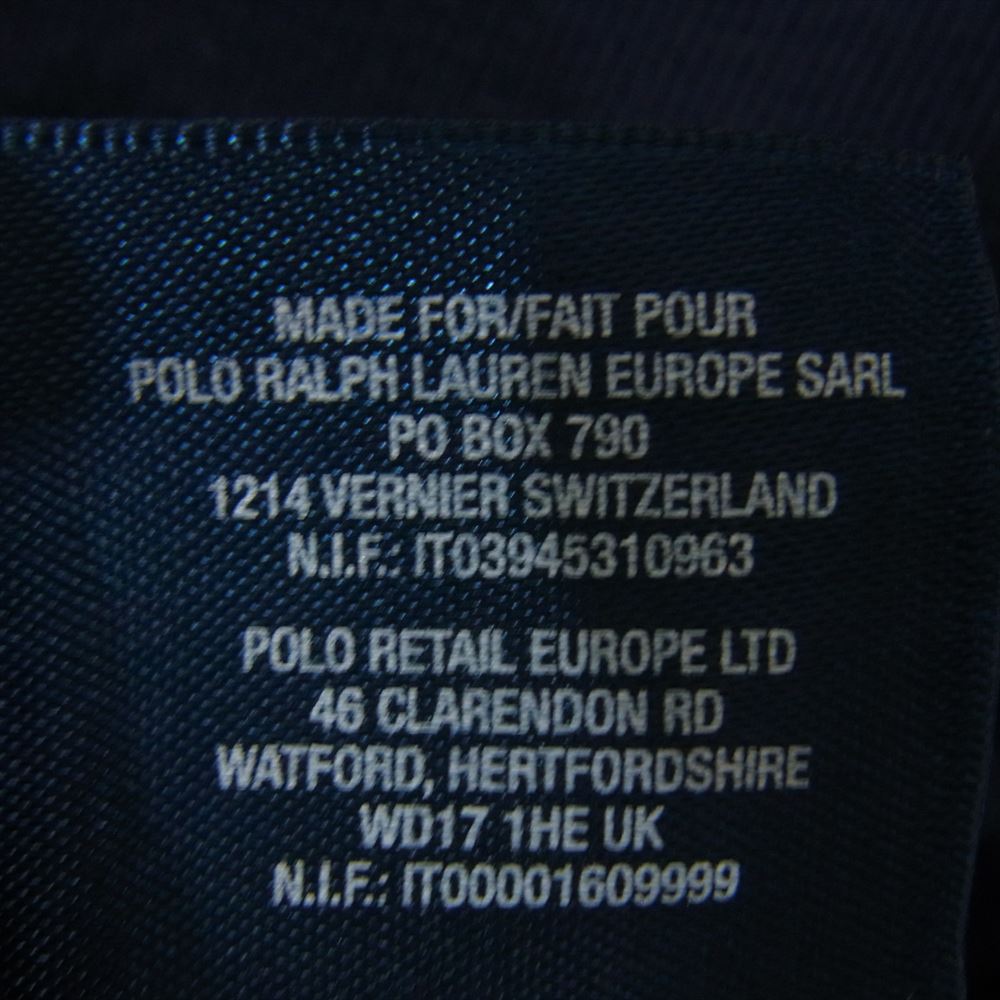 MADE FOR/FAIT POUR
POLO RALPH LAUREN EUROPE SARL
PO BOX 790
1214 VERNIER SWITZERLAND
N.I.F.: IT03945310963
POLO RETAIL EUROPE LTD
46 CLARENDON RD
WATFORD, HERTFORDSHIRE
WD17 1HE UK
N.I.F.: IT00001609999